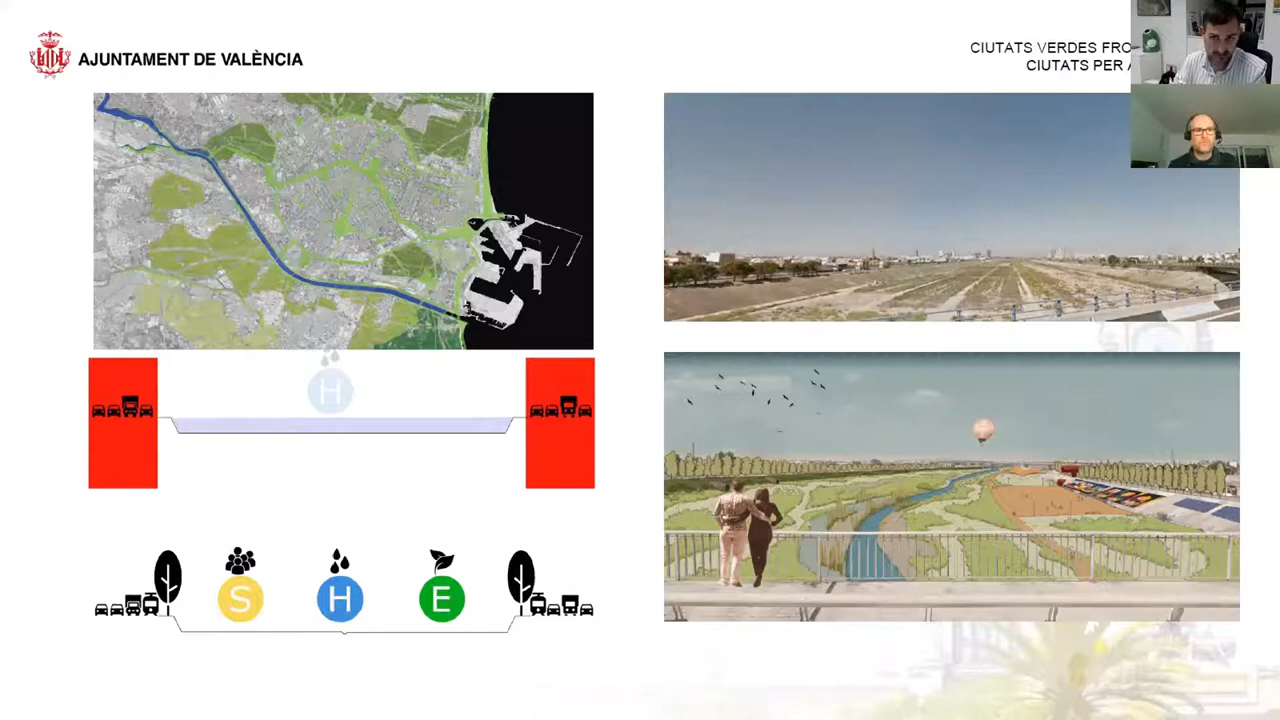 AJUNTAMENT DE VALÈNCIA
CIUTATS VERDES FRO
CIUTATS PER A
H
S
H
E